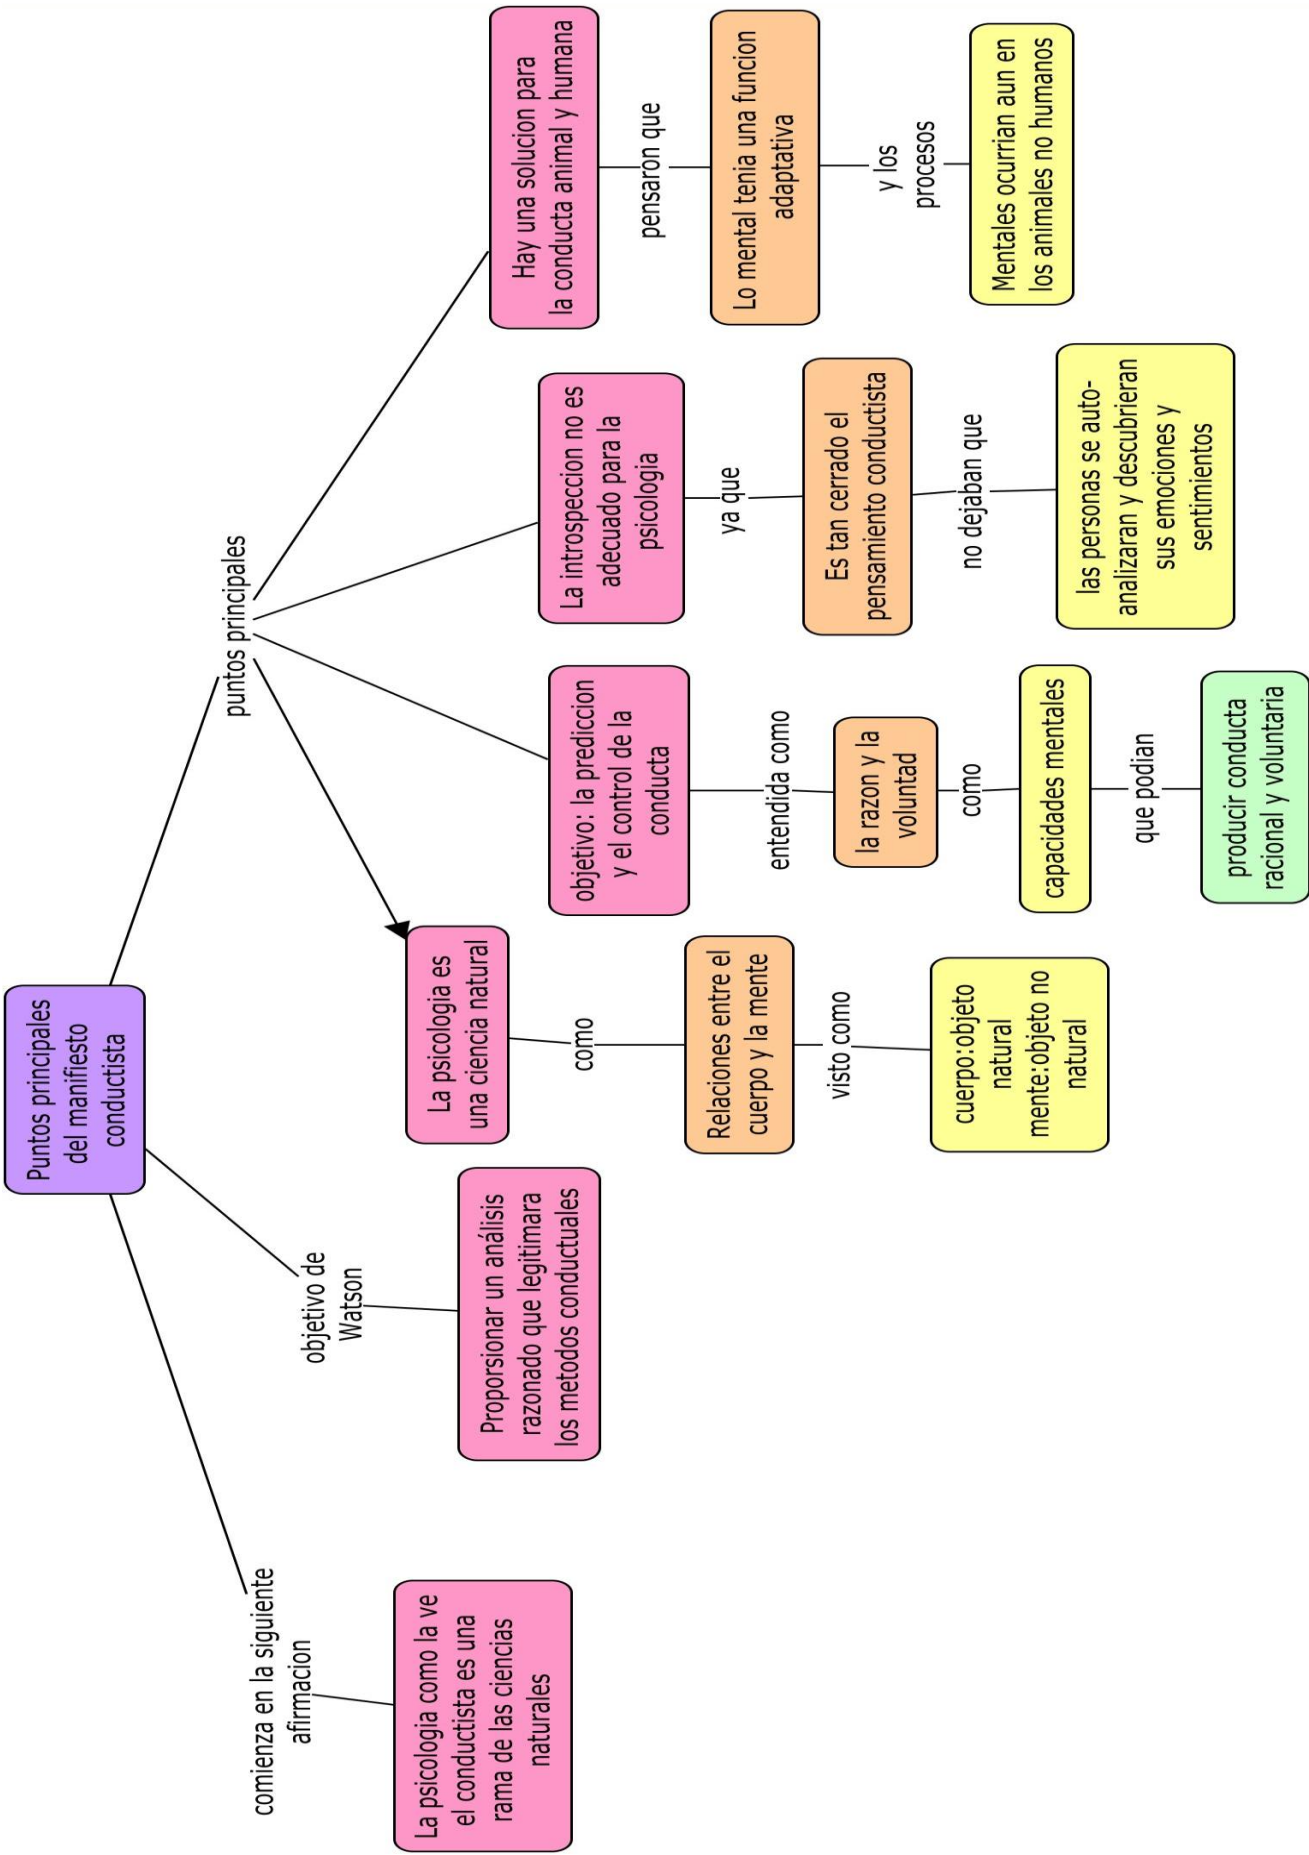 Puntos principales
del manifiesto
conductista
comienza en la siguiente
afirmacion
La psicologia como la ve
el conductista es una
rama de las ciencias
naturales
objetivo de
Watson
Proporsionar un análisis
razonado que legitimara
los metodos conductuales
puntos principales
La psicologia es
una ciencia natural
como
Relaciones entre el
cuerpo y la mente
visto como
cuerpo:objeto
natural
mente:objeto no
natural
objetivo: la prediccion
y el control de la
conducta
entendida como
la razon y la
voluntad
como
capacidades mentales
que podian
producir conducta
racional y voluntaria
La introspeccion no es
adecuado para la
psicologia
ya que
Es tan cerrado el
pensamiento conductista
no dejaban que
las personas se auto-
analizaran y descubrieran
sus emociones y
sentimientos
Hay una solucion para
la conducta animal y humana
pensaron que
Lo mental tenia una funcion
adaptativa
y los
procesos
Mentales ocurrian aun en
los animales no humanos